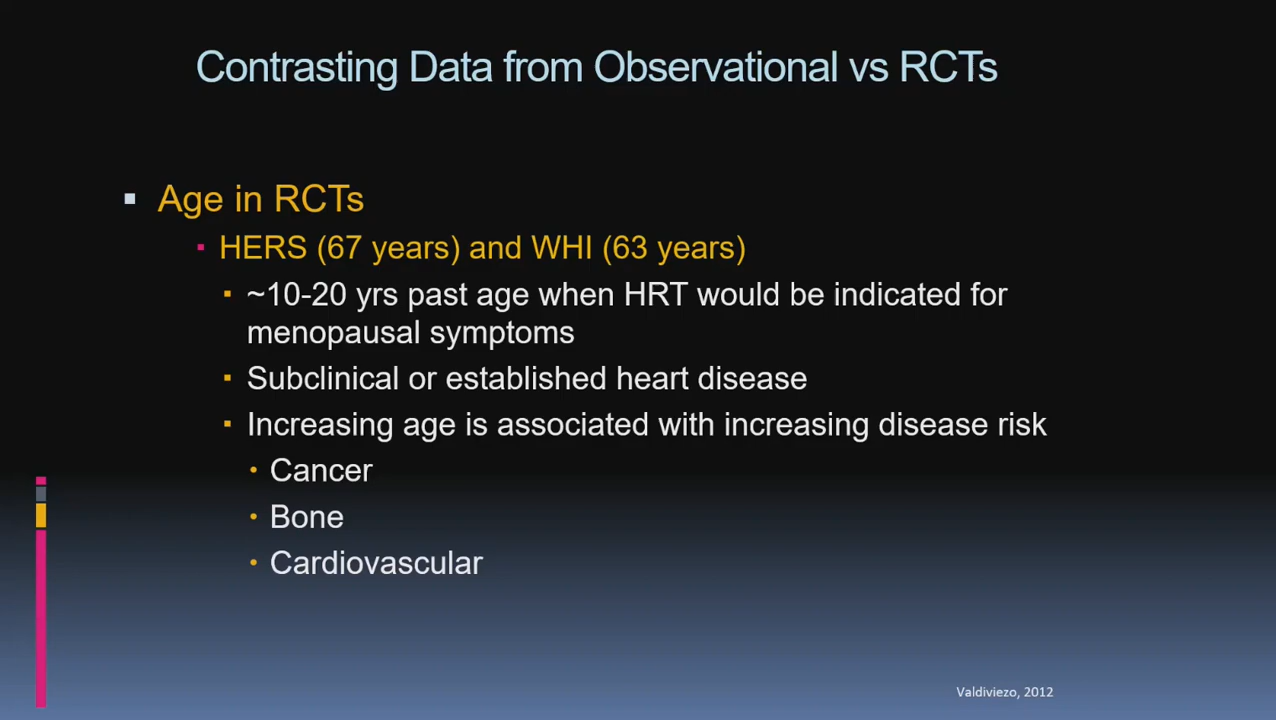 Contrasting Data from Observational vs RCTs
Age in RCTs
HERS (67 years) and WHI (63 years)
~10-20 yrs past age when HRT would be indicated for
menopausal symptoms
Subclinical or established heart disease
Increasing age is associated with increasing disease risk
Cancer
Bone
Cardiovascular
Valdiviezo, 2012